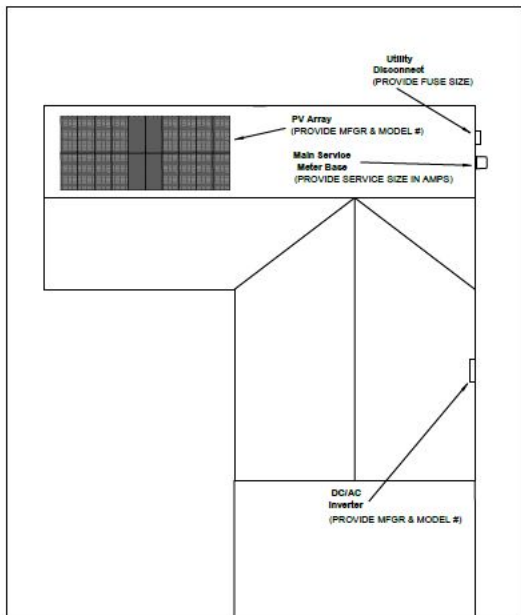 Utility
Disconnect
(PROVIDE FUSE SIZE)
PV Array
(PROVIDE MFGR & MODEL #)
Main Service
Meter Base
(PROVIDE SERVICE SIZE IN AMPS)
DC/AC
Inverter
(PROVIDE MFGR & MODEL #)